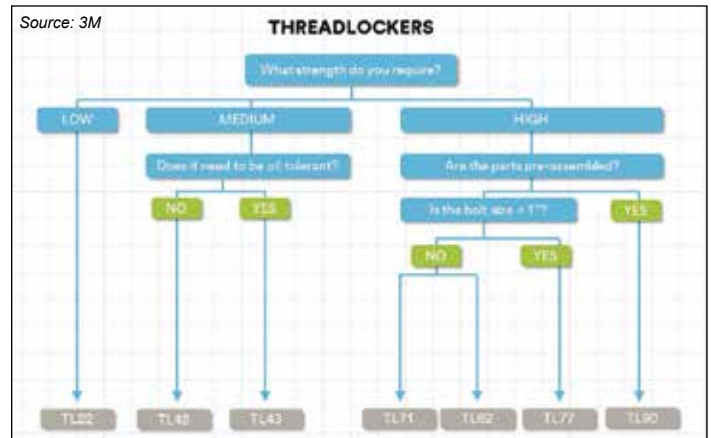 Source: 3M
THREADLOCKERS
What strength do you require?
LOW
MEDIUM
HIGH
Does it need to be oil tolerant?
Are the parts pre-assembled?
NO
YES
Is the bolt size
YES
NO
YES
TL22
TL43
TL71
TL62
TL77
TL90